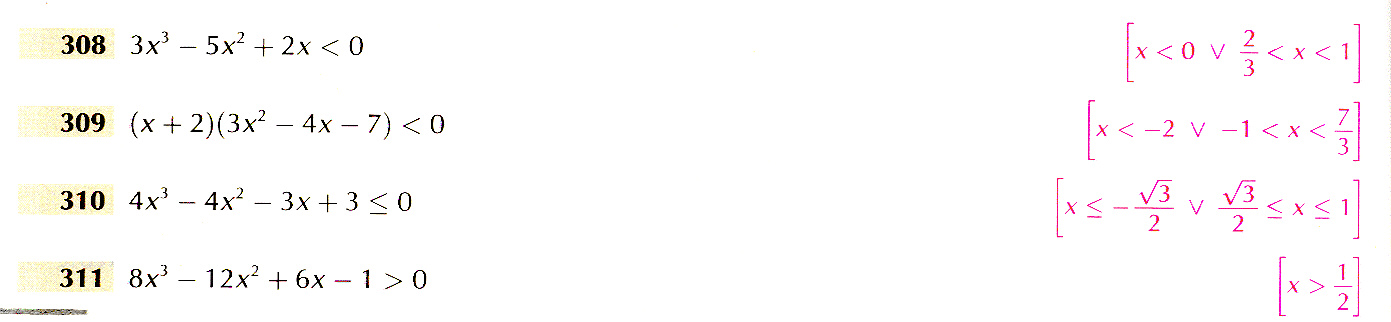 308 3x³ − 5x² + 2x < 0 [x < 0 ∨ 2/3 < x < 1]
309 (x + 2)(3x² − 4x − 7) < 0 [x < −2 ∨ −1 < x < 7/3]
310 4x³ − 4x² − 3x + 3 ≤ 0 [x ≤ −√3/2 ∨ √3/2 ≤ x ≤ 1]
311 8x³ − 12x² + 6x − 1 > 0 [x > 1/2]